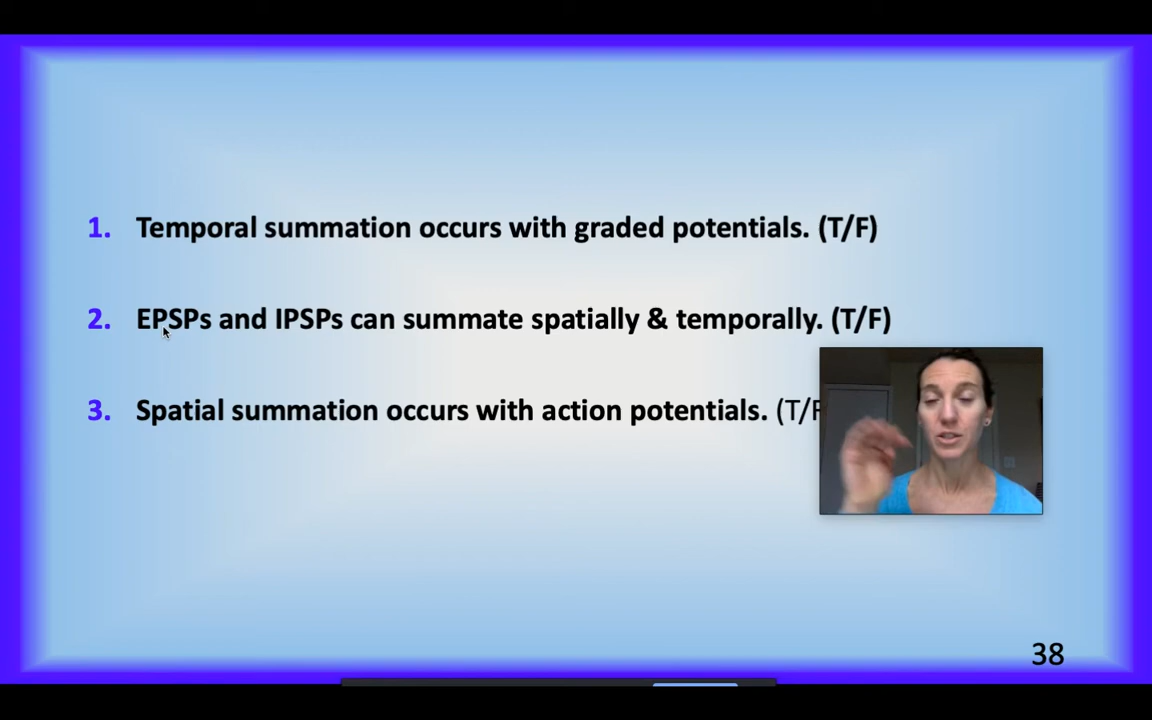 1. Temporal summation occurs with graded potentials. (T/F)
2. EPSPs and IPSPs can summate spatially & temporally. (T/F)
3. Spatial summation occurs with action potentials. (T/F
38